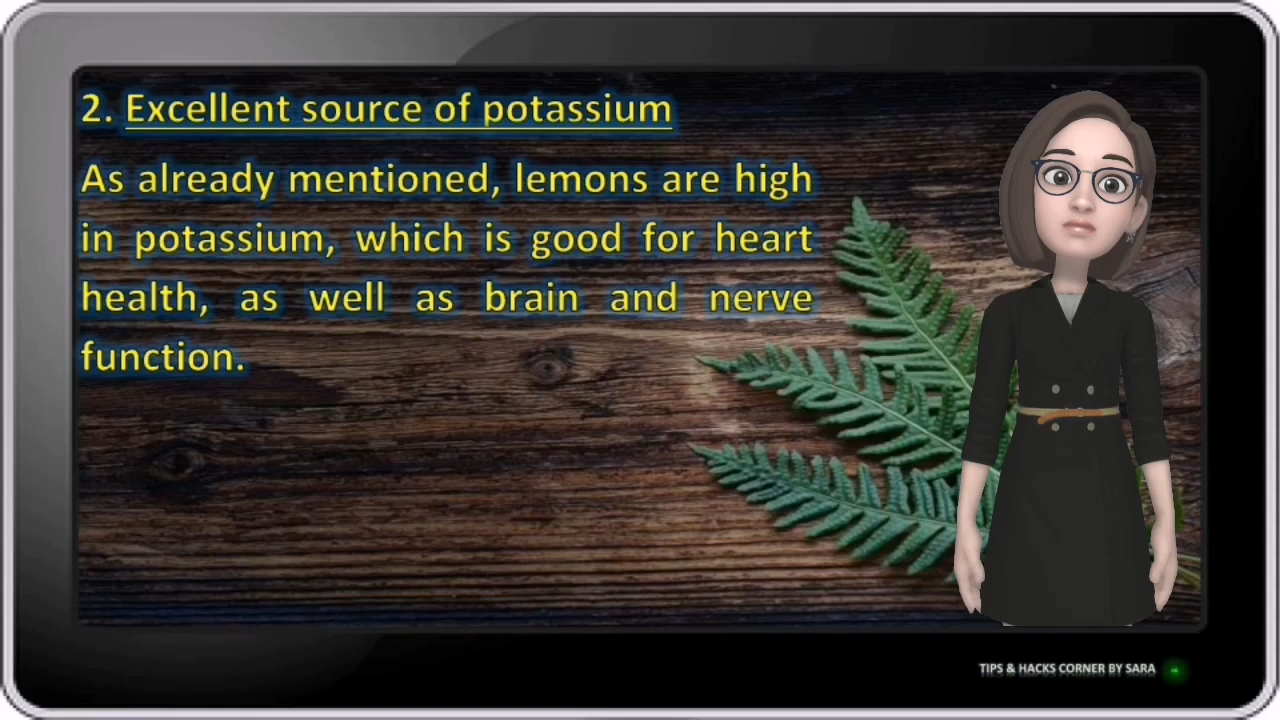 2. Excellent source of potassium
As already mentioned, lemons are high
in potassium, which is good for heart
health, as well as brain and nerve
function.
TIPS & HACKS CORNER BY SARA